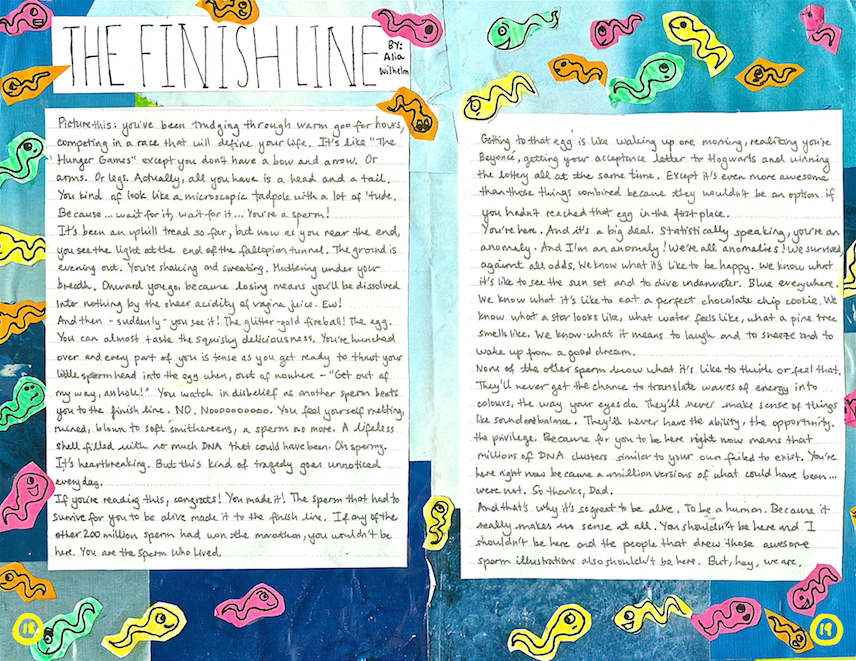 THE FINISH LINE
BY:
Alia
Wilhelm
Picture this: you've been trudging through warm goo for hours,
competing in a race that will define your life. It's like "The
Hunger Games" except you don't have a bow and arrow. Or
arms. Or legs. Actually, all you have is a head and a tail.
You kind of look like a microscopic tadpole with a lot of 'tude.
Because... wait for it, wait for it... You're a sperm!
It's been an uphill tread so far, but now as you near the end,
you see the light at the end of the fallopian tunnel. The ground is
evening out. You're shaking and sweating. Muttering under your
breath. Onward you go, because losing means you'll be dissolved
into nothing by the sheer acidity of vagina juice. Ew!
And then - suddenly - you see it! The glitter-gold fireball! The egg.
You can almost taste the squishy deliciousness. You're hunched
over and every part of you is tense as you get ready to thrust your
little sperm head into the egg when, out of nowhere - "Get out of
my way, asshole!" You watch in disbelief as another sperm beats
you to the finish line. NO. Noooooooooo. You feel yourself melting,
ruined, blown to soft smithereens, a sperm no more. A lifeless
shell filled with so much DNA that could have been. Oh spermy.
It's heartbreaking. But this kind of tragedy goes unnoticed
everyday.
If you're reading this, congrats! You made it! The sperm that had to
survive for you to be alive made it to the finish line. If any of the
other 200 million sperm had won the marathon, you wouldn't be
here. You are the Sperm Who Lived.
18
Getting to that egg is like waking up one morning, realizing you're
Beyoncé, getting your acceptance letter to Hogwarts and winning
the lottery all at the same time. Except it's even more awesome
than those things combined because they wouldn't be an option if
you hadn't reached that egg in the first place.
You're here. And it's a big deal. Statistically speaking, you're an
anomaly. And I'm an anomaly! We're all anomalies! We survived
against all odds. We know what it's like to be happy. We know what
it's like to see the sun set and to dive underwater. Blue everywhere.
We know what it's like to eat a perfect chocolate chip cookie. We
know what a star looks like, what water feels like, what a pine tree
smells like. We know what it means to laugh and to sneeze and to
wake up from a good dream.
None of the other sperm know what it's like to think or feel that.
They'll never get the chance to translate waves of energy into
colours, the way your eyes do. They'll never make sense of things
like sound and balance. They'll never have the ability, the opportunity,
the privilege. Because for you to be here right now means that
millions of DNA clusters similar to your own failed to exist. You're
here right now because a million versions of what could have been...
were not. So thanks, Dad.
And that's why it's so great to be alive. To be a human. Because it
really makes no sense at all. You shouldn't be here and I
shouldn't be here and the people that drew those awesome
sperm illustrations also shouldn't be here. But, hey, we are.
19